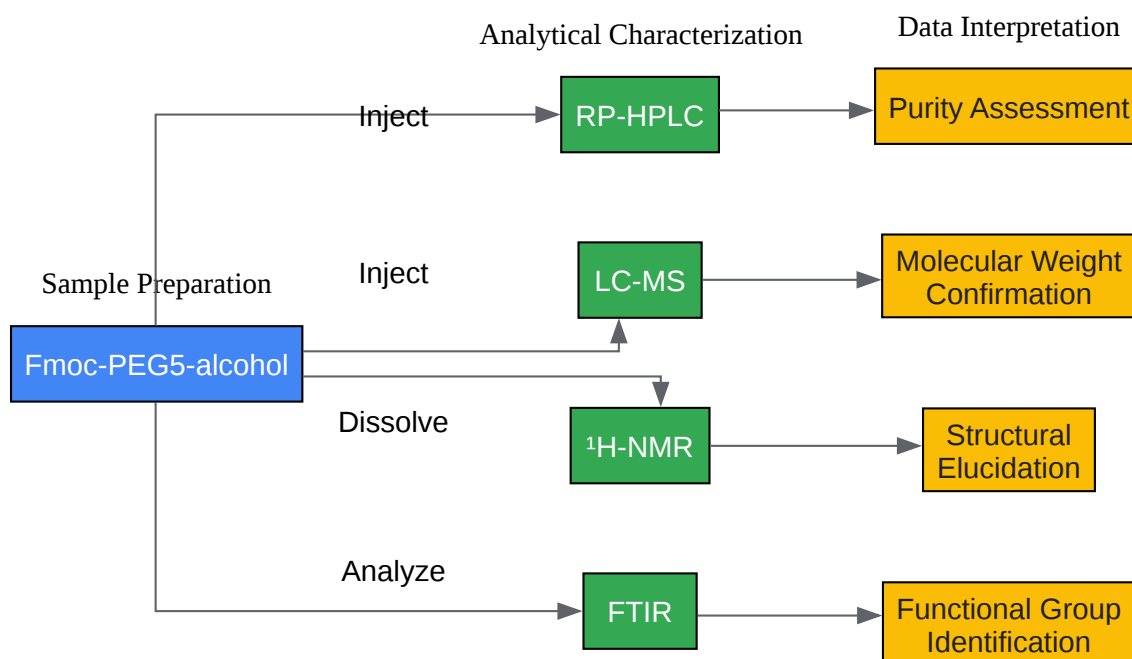 Analytical Characterization
Data Interpretation
Inject
RP-HPLC
Purity Assessment
Sample Preparation
Inject
LC-MS
Molecular Weight
Confirmation
Fmoc-PEG5-alcohol
Dissolve
¹H-NMR
Structural
Elucidation
Analyze
FTIR
Functional Group
Identification